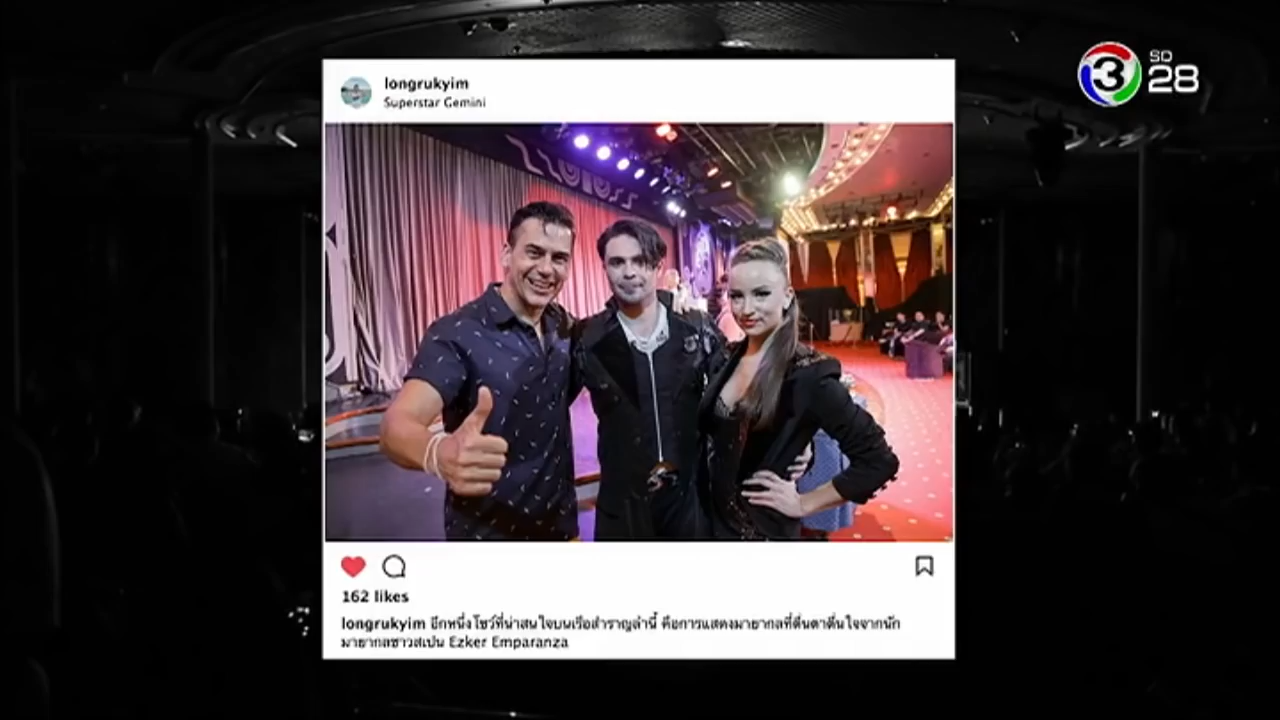 3 SD
28
longrukyim
Superstar Gemini
162 likes
longrukyim อีกหนึ่งโชว์ที่น่าสนใจบนเรือสำราญลำนี้ คือการแสดงมายากลที่ตื่นตาตื่นใจจากนัก
มายากลชาวสเปน Ezker Emparanza